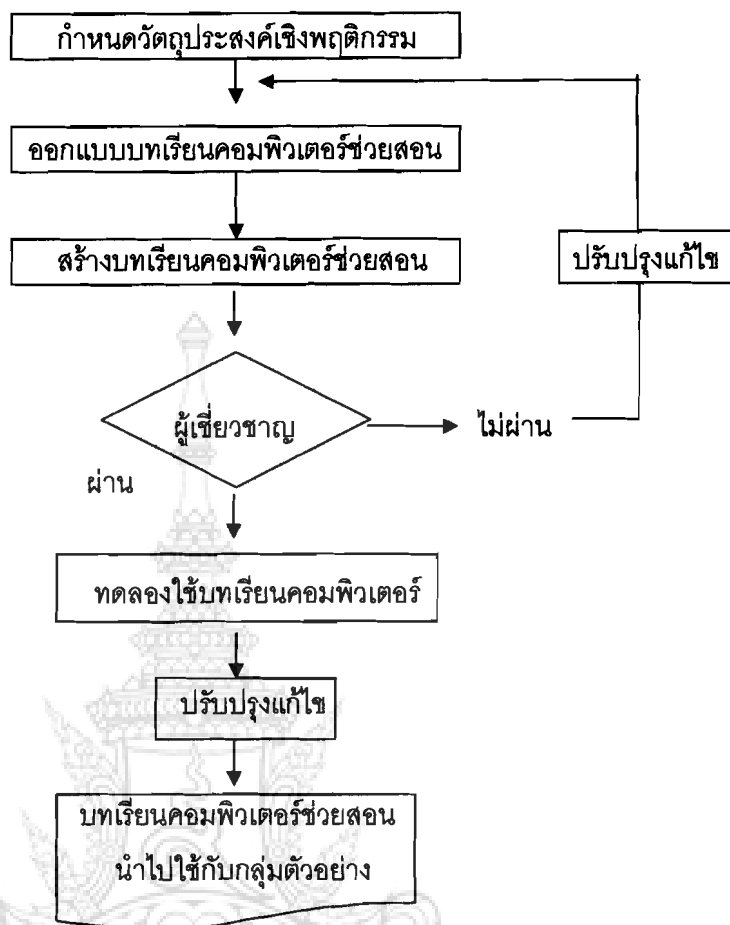 กำหนดวัตถุประสงค์เชิงพฤติกรรม
ออกแบบบทเรียนคอมพิวเตอร์ช่วยสอน
สร้างบทเรียนคอมพิวเตอร์ช่วยสอน
ปรับปรุงแก้ไข
ผู้เชี่ยวชาญ
ไม่ผ่าน
ผ่าน
ทดลองใช้บทเรียนคอมพิวเตอร์
ปรับปรุงแก้ไข
บทเรียนคอมพิวเตอร์ช่วยสอน
นำไปใช้กับกลุ่มตัวอย่าง